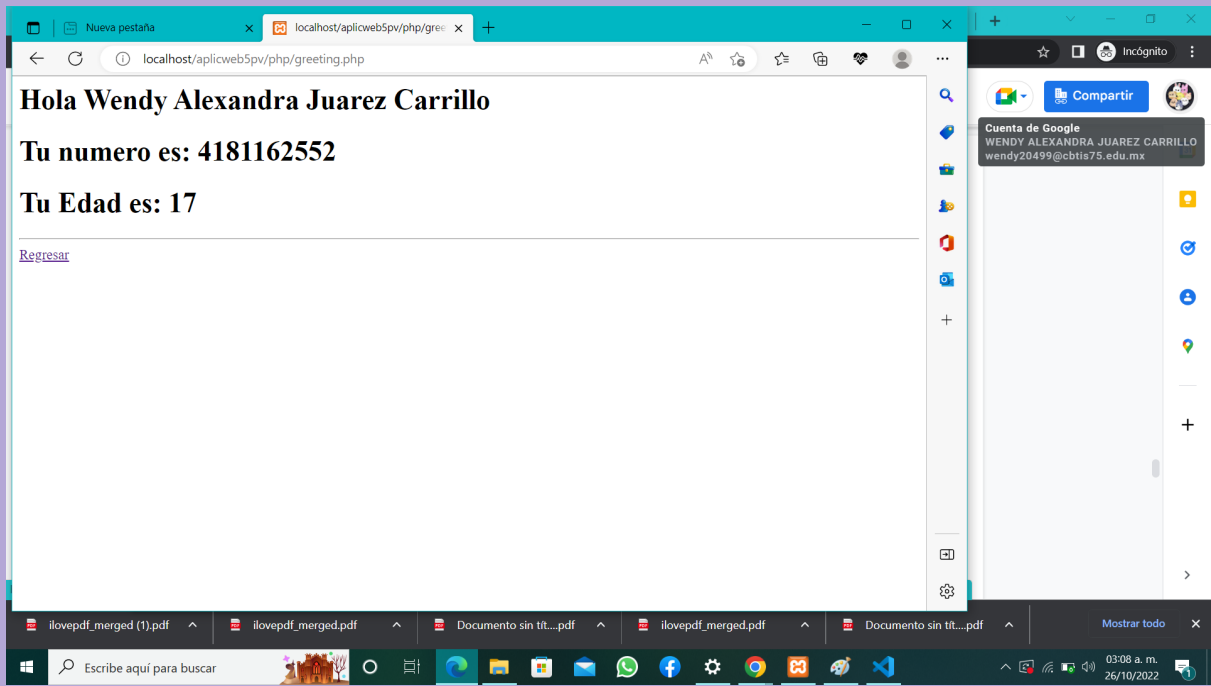 Nueva pestaña
localhost/aplicweb5pv/php/gree
localhost/aplicweb5pv/php/greeting.php
Incógnito
Hola Wendy Alexandra Juarez Carrillo
Tu numero es: 4181162552
Tu Edad es: 17
Regresar
Compartir
Cuenta de Google
WENDY ALEXANDRA JUAREZ CARRILLO
wendy20499@cbtis75.edu.mx
ilovepdf_merged (1).pdf
ilovepdf_merged.pdf
Documento sin tít....pdf
ilovepdf_merged.pdf
Documento sin tít....pdf
Mostrar todo
Escribe aquí para buscar
03:08 a. m.
26/10/2022
1